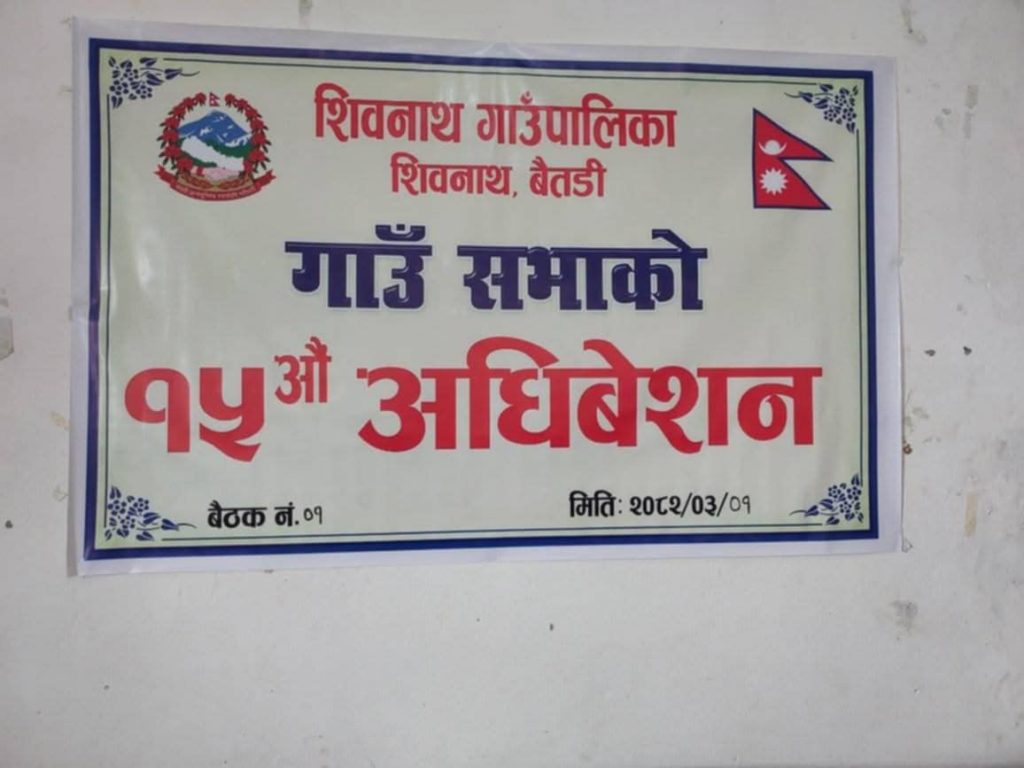 शिवनाथ गाउँपालिका
शिवनाथ, बैतडी
गाउँ सभाको
१५औं अधिबेशन
बैठक नं. ०१
मिति: २०८२/०३/०१